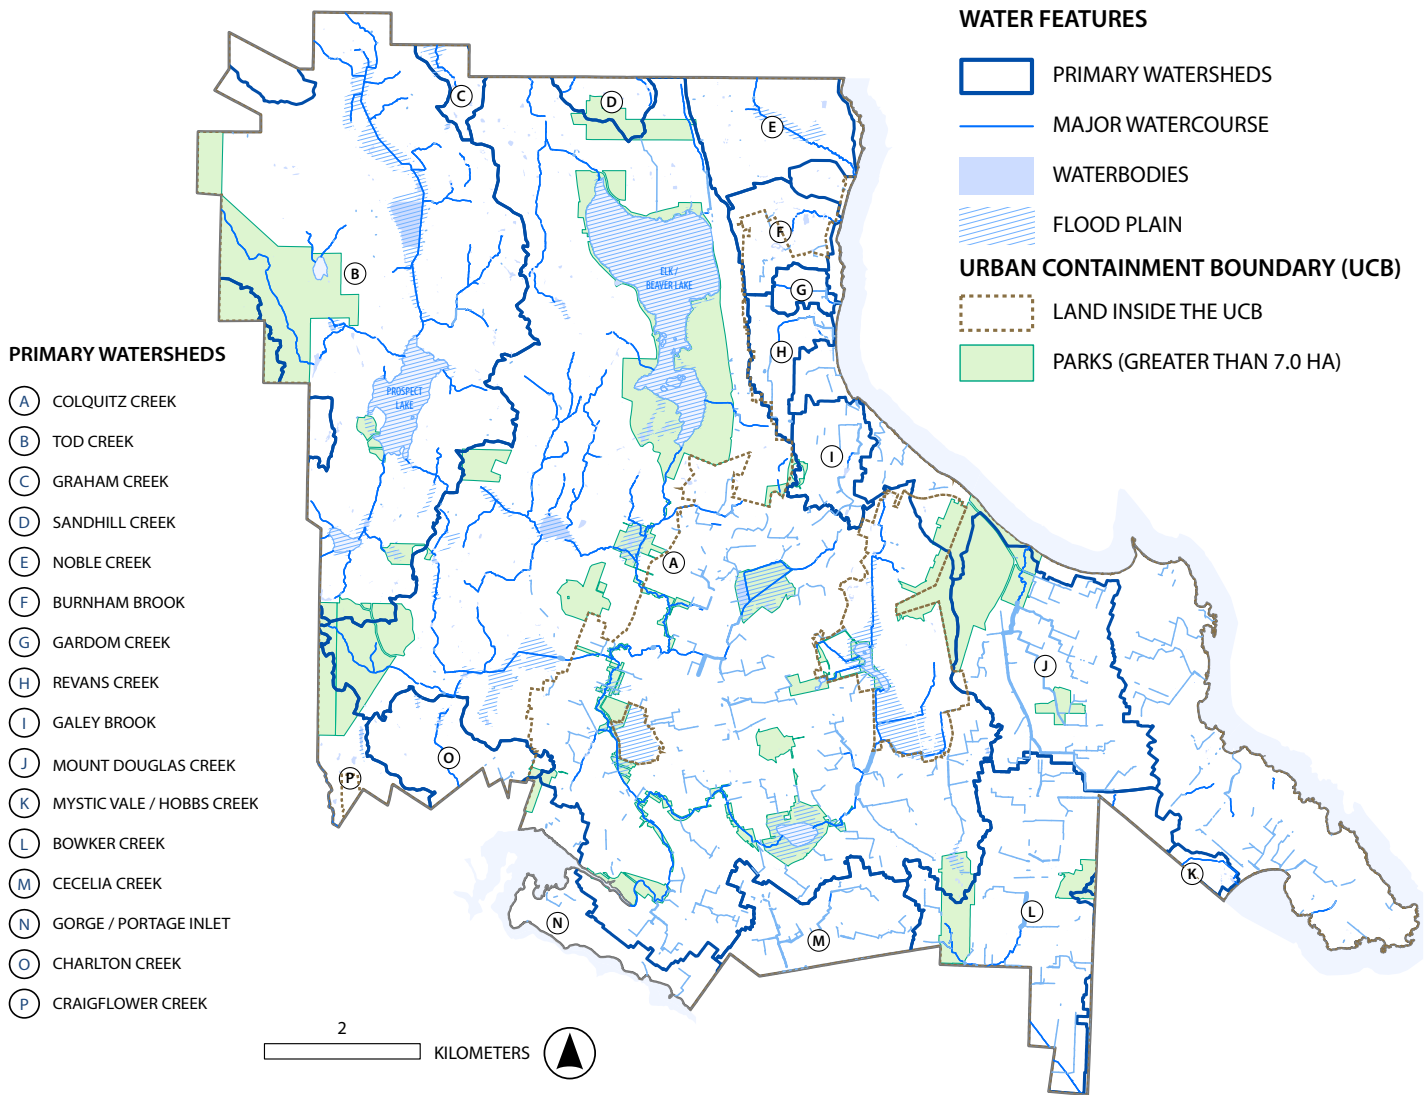 WATER FEATURES
PRIMARY WATERSHEDS
MAJOR WATERCOURSE
WATERBODIES
FLOOD PLAIN
URBAN CONTAINMENT BOUNDARY (UCB)
LAND INSIDE THE UCB
PARKS (GREATER THAN 7.0 HA)
PRIMARY WATERSHEDS
A COLQUITZ CREEK
B TOD CREEK
C GRAHAM CREEK
D SANDHILL CREEK
E NOBLE CREEK
F BURNHAM BROOK
G GARDOM CREEK
H REVANS CREEK
I GALEY BROOK
J MOUNT DOUGLAS CREEK
K MYSTIC VALE / HOBBS CREEK
L BOWKER CREEK
M CECELIA CREEK
N GORGE / PORTAGE INLET
O CHARLTON CREEK
P CRAIGFLOWER CREEK
C
D
E
F
B
ELK /
BEAVER LAKE
G
H
PROSPECT
LAKE
I
A
J
O
P
K
L
N
M
2
KILOMETERS